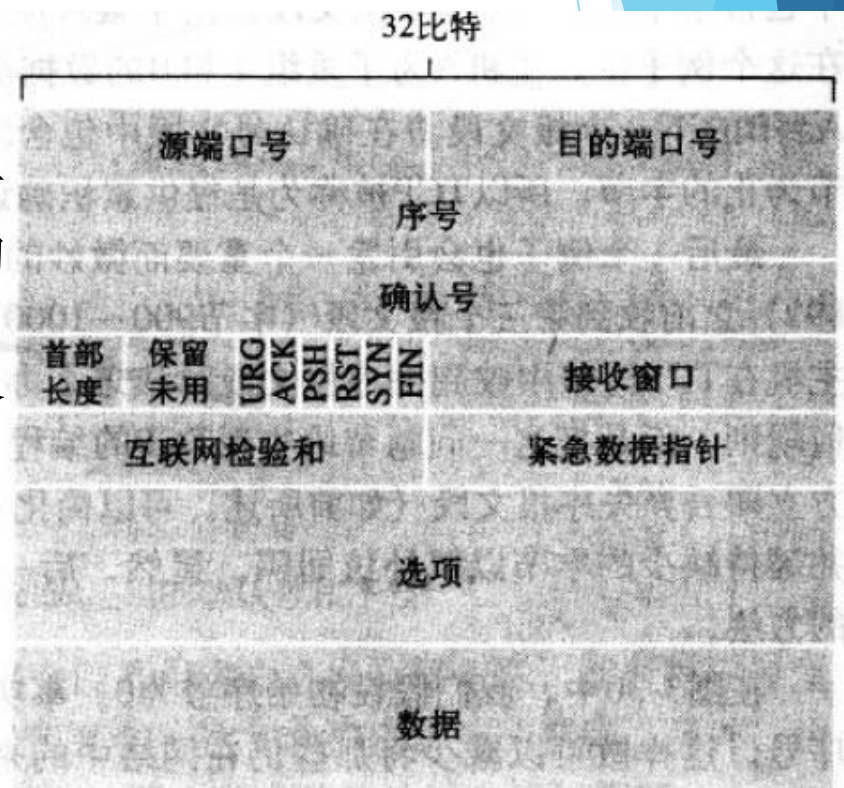 32比特
源端口号 目的端口号
序号
确认号
首部长度 保留未用 URG ACK PSH RST SYN FIN 接收窗口
互联网检验和 紧急数据指针
选项
数据